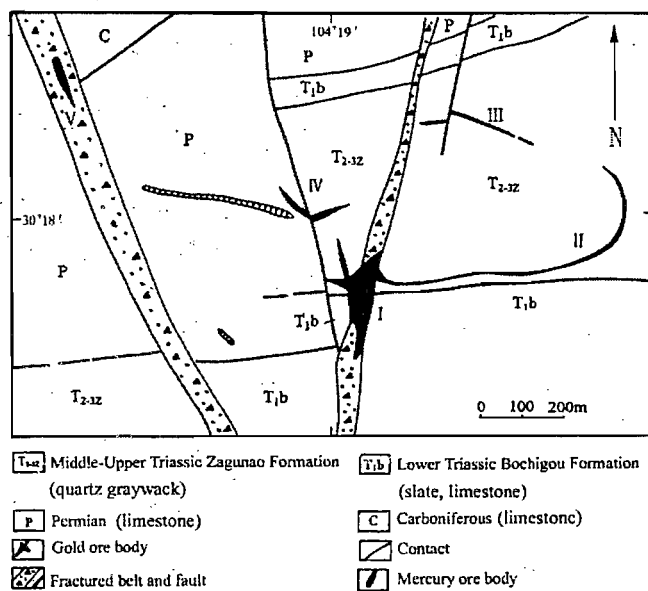 104°19'
C
P
T₁b
P
T₁b
V
P
T₂₋₃z
III
N
IV
T₂₋₃z
30°18'
II
P
T₁b
T₁b
I
T₂₋₃z
T₁b
0 100 200m
T₂₋₃z Middle-Upper Triassic Zagunao Formation
(quartz graywack)
T₁b Lower Triassic Bochigou Formation
(slate, limestone)
P Permian (limestone)
C Carboniferous (limestone)
Gold ore body
Contact
Fractured belt and fault
Mercury ore body